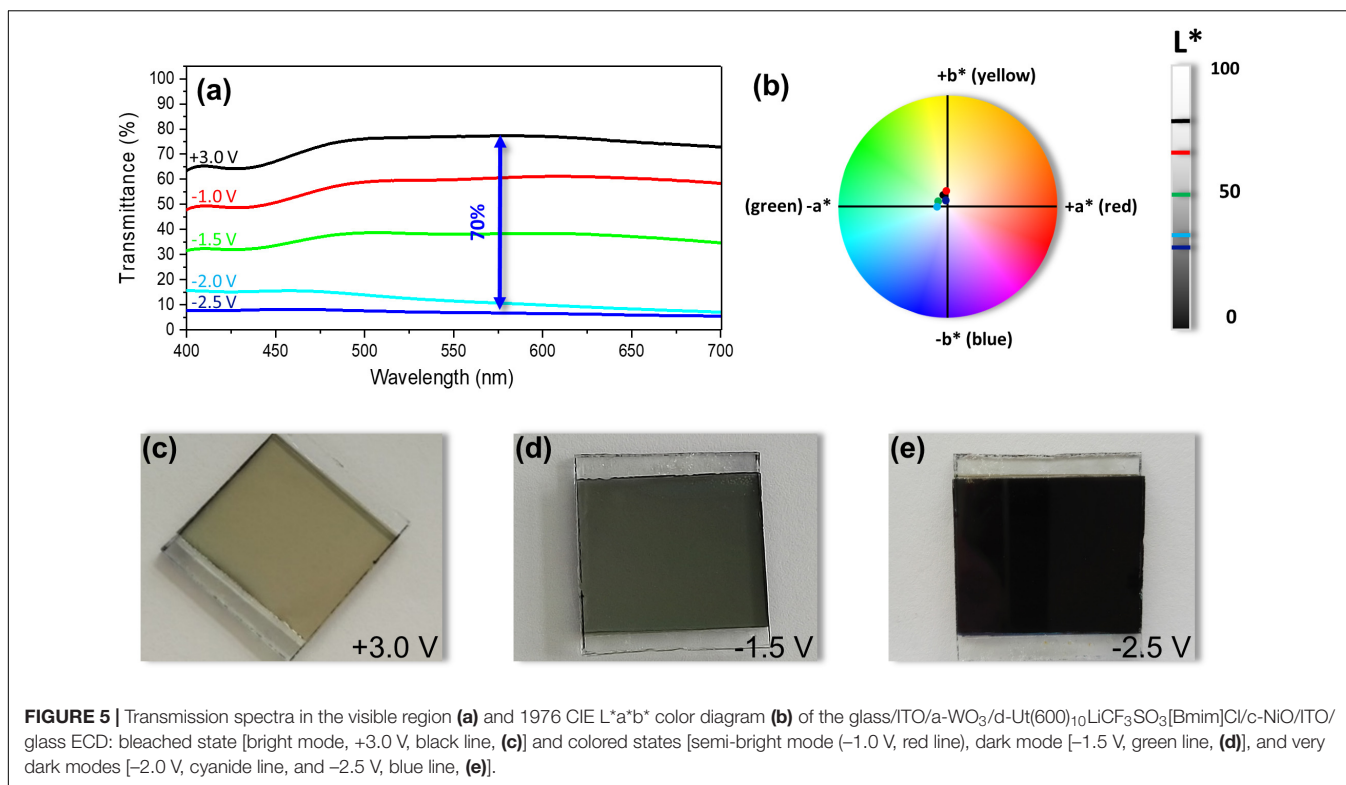 (a)
100
90
80
70
60
50
40
30
20
10
0
Transmittance (%)
+3.0 V
-1.0 V
-1.5 V
-2.0 V
-2.5 V
70%
400 450 500 550 600 650 700
Wavelength (nm)
(b)
+b* (yellow)
(green) -a*
+a* (red)
-b* (blue)
L*
100
50
0
(c)
+3.0 V
(d)
-1.5 V
(e)
-2.5 V
FIGURE 5 | Transmission spectra in the visible region (a) and 1976 CIE L*a*b* color diagram (b) of the glass/ITO/a-WO₃/d-Ut(600)₁₀LiCF₃SO₃[Bmim]Cl/c-NiO/ITO/
glass ECD: bleached state [bright mode, +3.0 V, black line, (c)] and colored states [semi-bright mode (–1.0 V, red line), dark mode [–1.5 V, green line, (d)], and very
dark modes [–2.0 V, cyanide line, and –2.5 V, blue line, (e)].